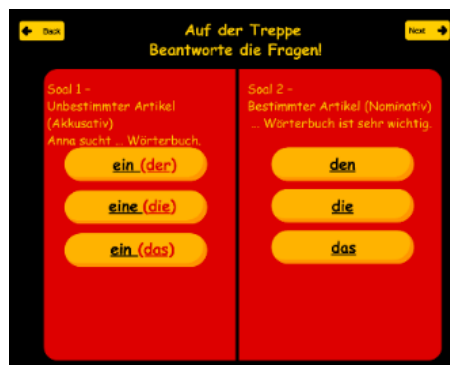 Back
Auf der Treppe
Next
Beantworte die Fragen!
Soal 1 -
Unbestimmter Artikel
(Akkusativ)
Anna sucht ... Wörterbuch.
ein (der)
eine (die)
ein (das)
Soal 2 -
Bestimmter Artikel (Nominativ)
... Wörterbuch ist sehr wichtig.
den
die
das